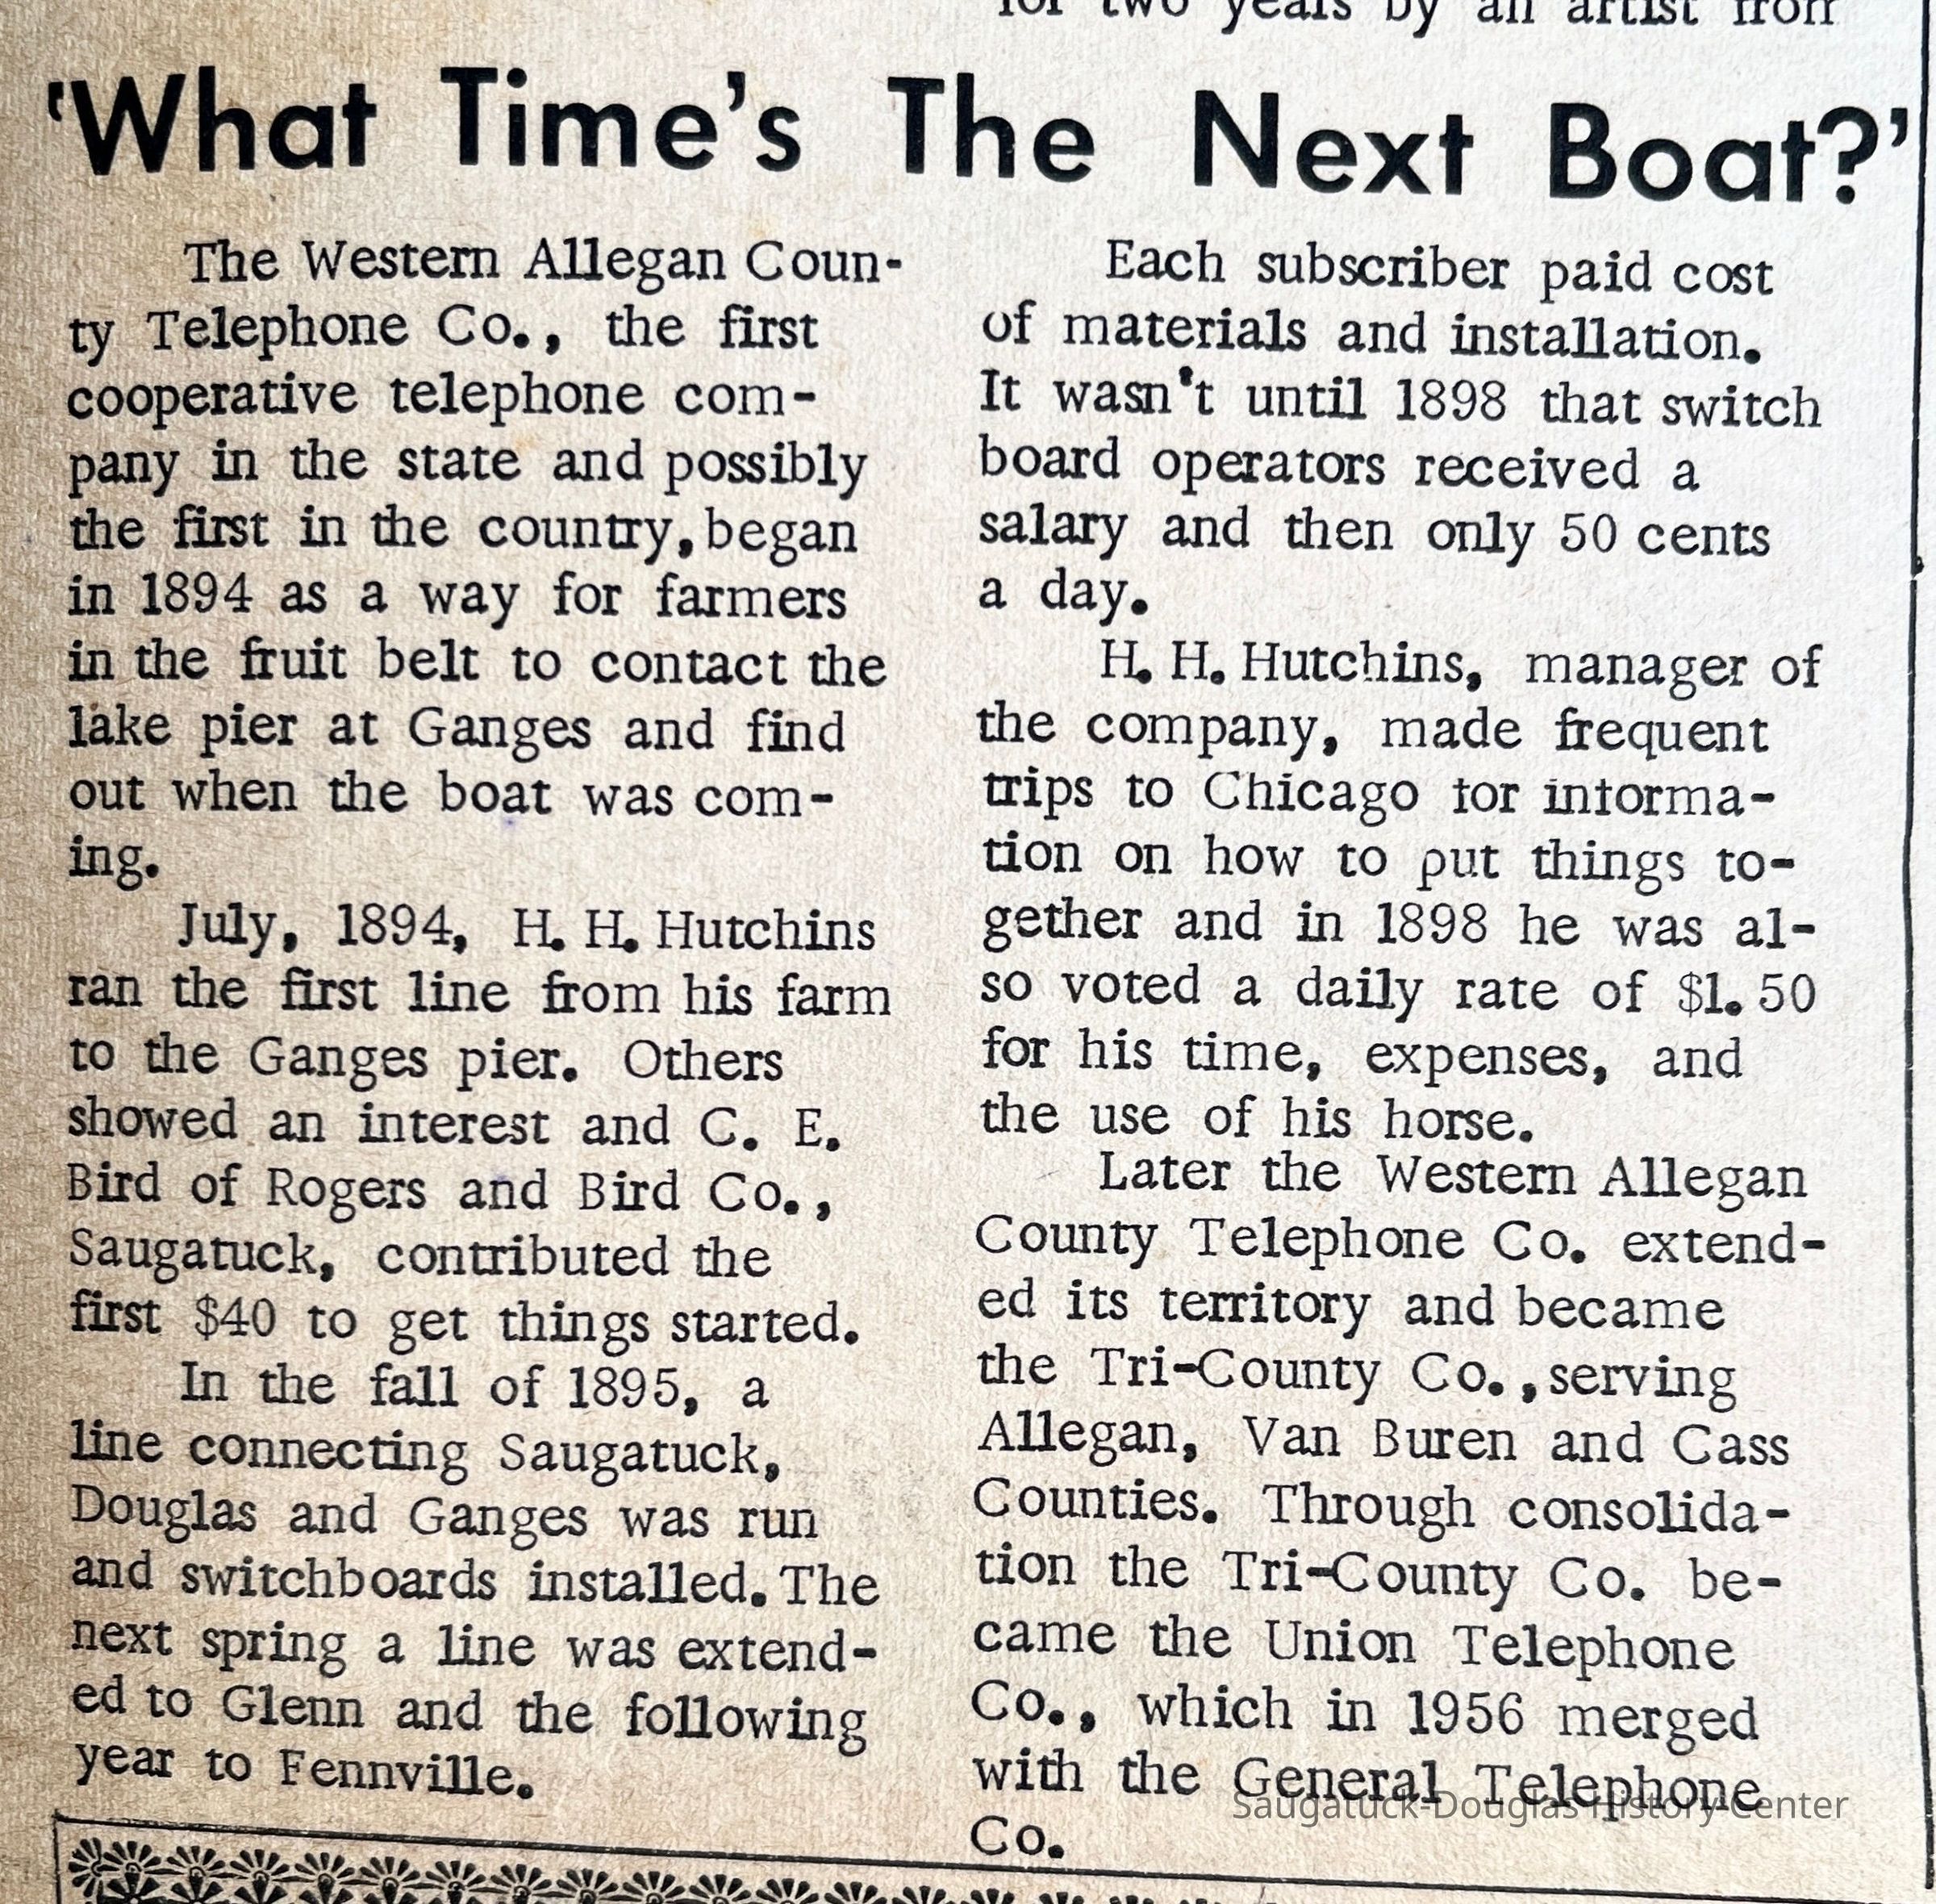 for two years by an artist from
'What Time's The Next Boat?'
The Western Allegan Coun-
ty Telephone Co., the first
cooperative telephone com-
pany in the state and possibly
the first in the country, began
in 1894 as a way for farmers
in the fruit belt to contact the
lake pier at Ganges and find
out when the boat was com-
ing.
July, 1894, H. H. Hutchins
ran the first line from his farm
to the Ganges pier. Others
showed an interest and C. E.
Bird of Rogers and Bird Co.,
Saugatuck, contributed the
first $40 to get things started.
In the fall of 1895, a
line connecting Saugatuck,
Douglas and Ganges was run
and switchboards installed. The
next spring a line was extend-
ed to Glenn and the following
year to Fennville.
Each subscriber paid cost
of materials and installation.
It wasn't until 1898 that switch
board operators received a
salary and then only 50 cents
a day.
H. H. Hutchins, manager of
the company, made frequent
trips to Chicago for informa-
tion on how to put things to-
gether and in 1898 he was al-
so voted a daily rate of $1.50
for his time, expenses, and
the use of his horse.
Later the Western Allegan
County Telephone Co. extend-
ed its territory and became
the Tri-County Co., serving
Allegan, Van Buren and Cass
Counties. Through consolida-
tion the Tri-County Co. be-
came the Union Telephone
Co., which in 1956 merged
with the General Telephone
Co.
Saugatuck-Douglas History Center